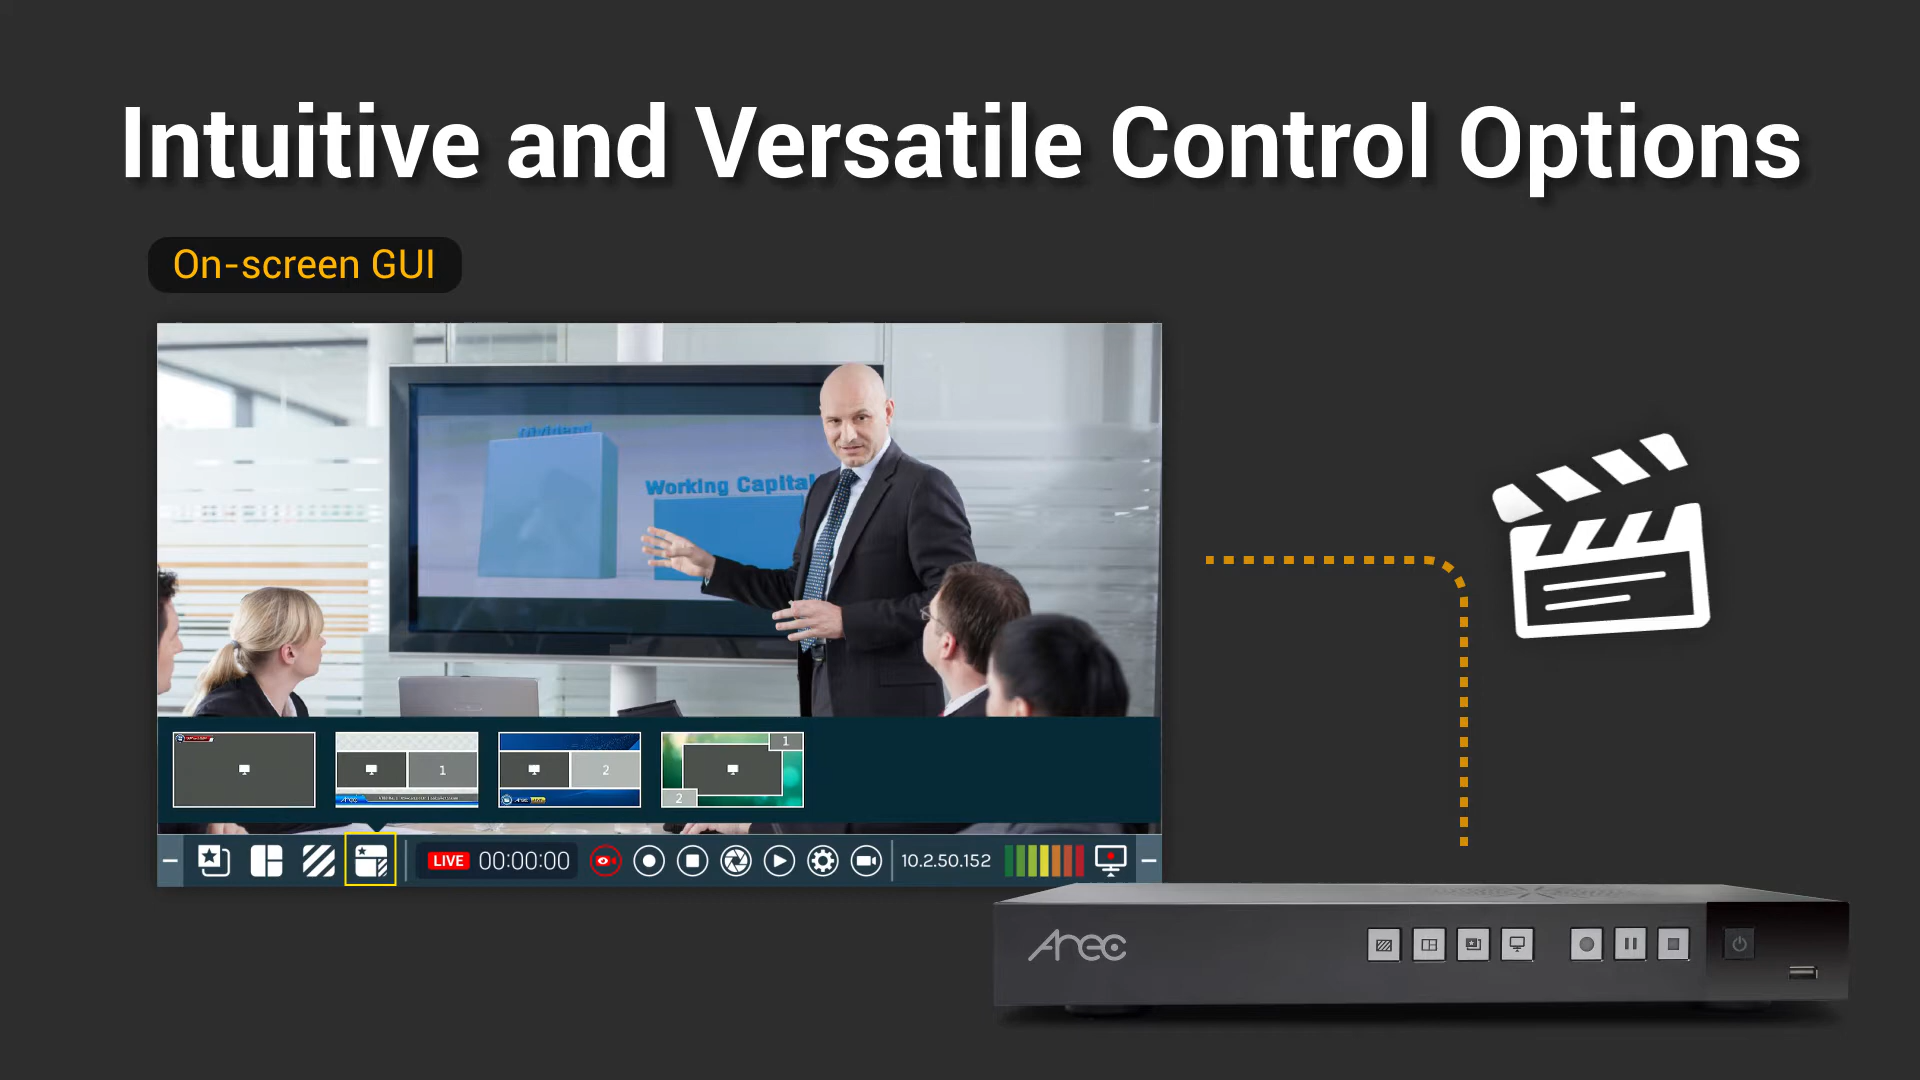 Intuitive and Versatile Control Options
On-screen GUI
Dividend
Working Capital
1
1
2
2
LIVE 00:00:00 10.2.50.152
Arec